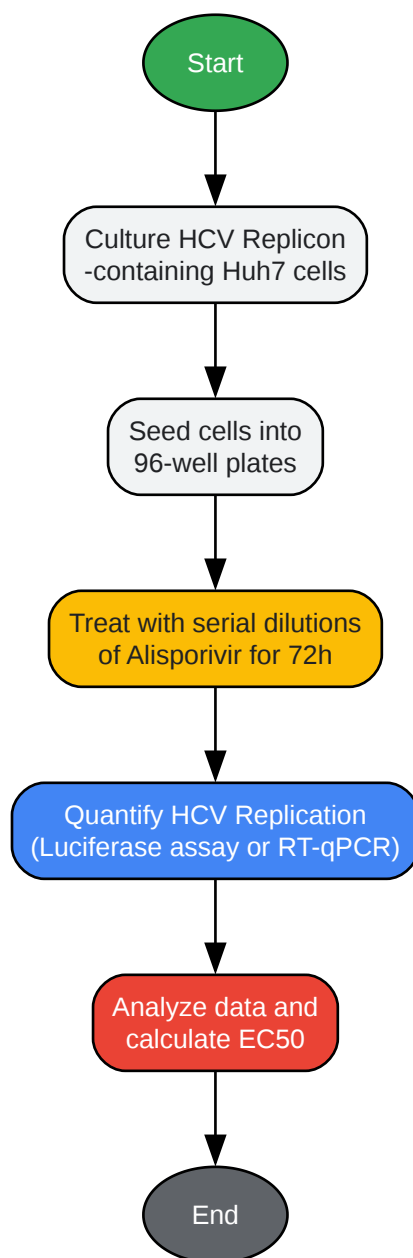 Start
Culture HCV Replicon
-containing Huh7 cells
Seed cells into
96-well plates
Treat with serial dilutions
of Alisporivir for 72h
Quantify HCV Replication
(Luciferase assay or RT-qPCR)
Analyze data and
calculate EC50
End